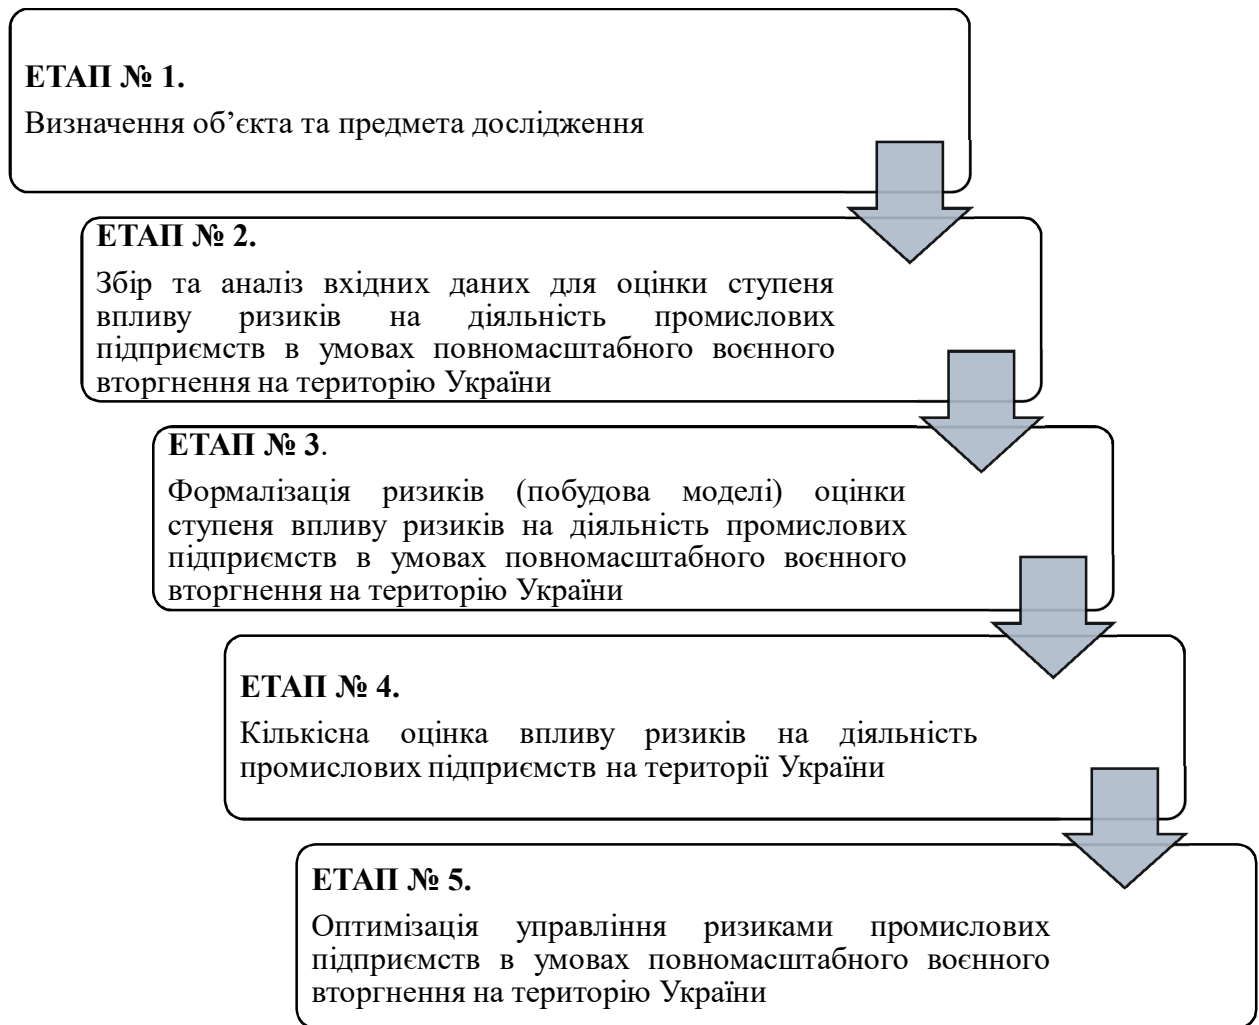 ЕТАП № 1.
Визначення об’єкта та предмета дослідження
ЕТАП № 2.
Збір та аналіз вхідних даних для оцінки ступеня
впливу ризиків на діяльність промислових
підприємств в умовах повномасштабного воєнного
вторгнення на територію України
ЕТАП № 3.
Формалізація ризиків (побудова моделі) оцінки
ступеня впливу ризиків на діяльність промислових
підприємств в умовах повномасштабного воєнного
вторгнення на територію України
ЕТАП № 4.
Кількісна оцінка впливу ризиків на діяльність
промислових підприємств на території України
ЕТАП № 5.
Оптимізація управління ризиками промислових
підприємств в умовах повномасштабного воєнного
вторгнення на територію України